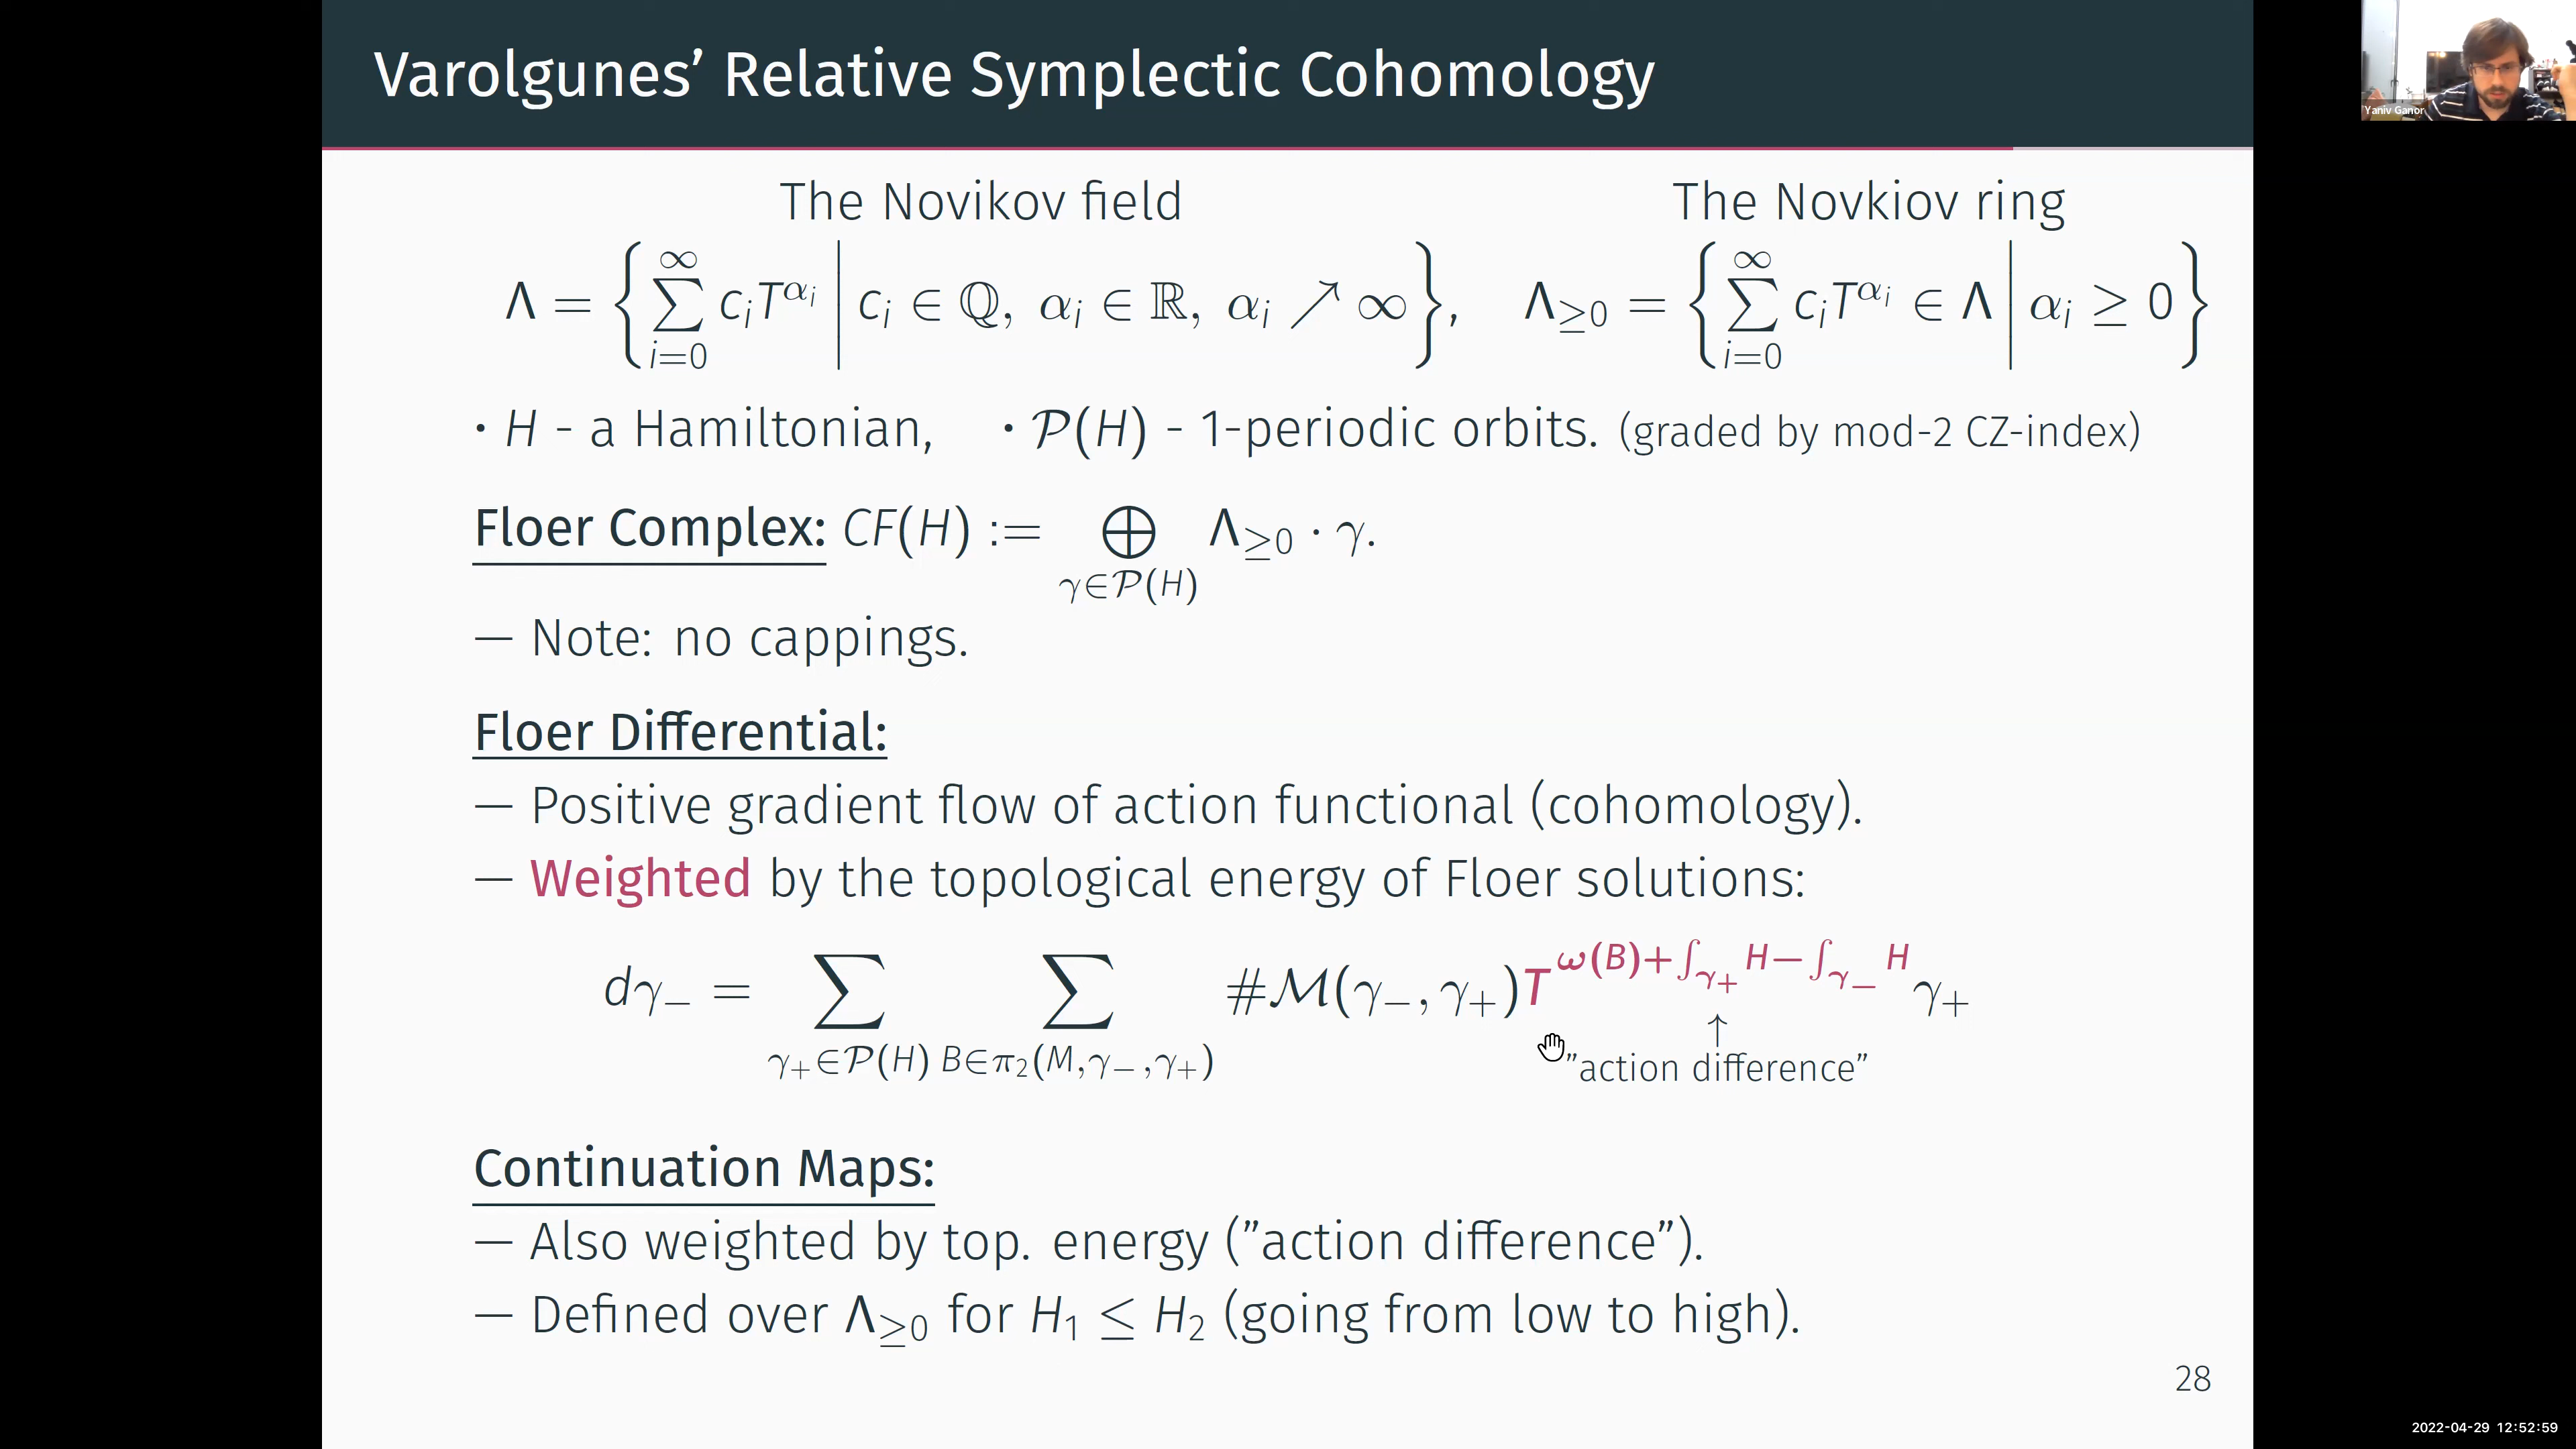 Varolgunes’ Relative Symplectic Cohomology
Yaniv Ganor
The Novikov field The Novkiov ring
Λ = { ∑_{i=0}^{∞} c_i T^{α_i} | c_i ∈ ℚ, α_i ∈ ℝ, α_i ↗ ∞ }, Λ_{≥0} = { ∑_{i=0}^{∞} c_i T^{α_i} ∈ Λ | α_i ≥ 0 }
· H - a Hamiltonian, · 𝒫(H) - 1-periodic orbits. (graded by mod-2 CZ-index)
Floer Complex: CF(H) := ⊕_{γ∈𝒫(H)} Λ_{≥0} · γ.
— Note: no cappings.
Floer Differential:
— Positive gradient flow of action functional (cohomology).
— Weighted by the topological energy of Floer solutions:
dγ_− = ∑_{γ_+∈𝒫(H)} ∑_{B∈π_2(M,γ_−,γ_+)} #ℳ(γ_−, γ_+) T^{ω(B)+∫_{γ_+} H−∫_{γ_−} H} γ_+
↑
”action difference”
Continuation Maps:
— Also weighted by top. energy (”action difference”).
— Defined over Λ_{≥0} for H_1 ≤ H_2 (going from low to high).
28
2022-04-29 12:52:59